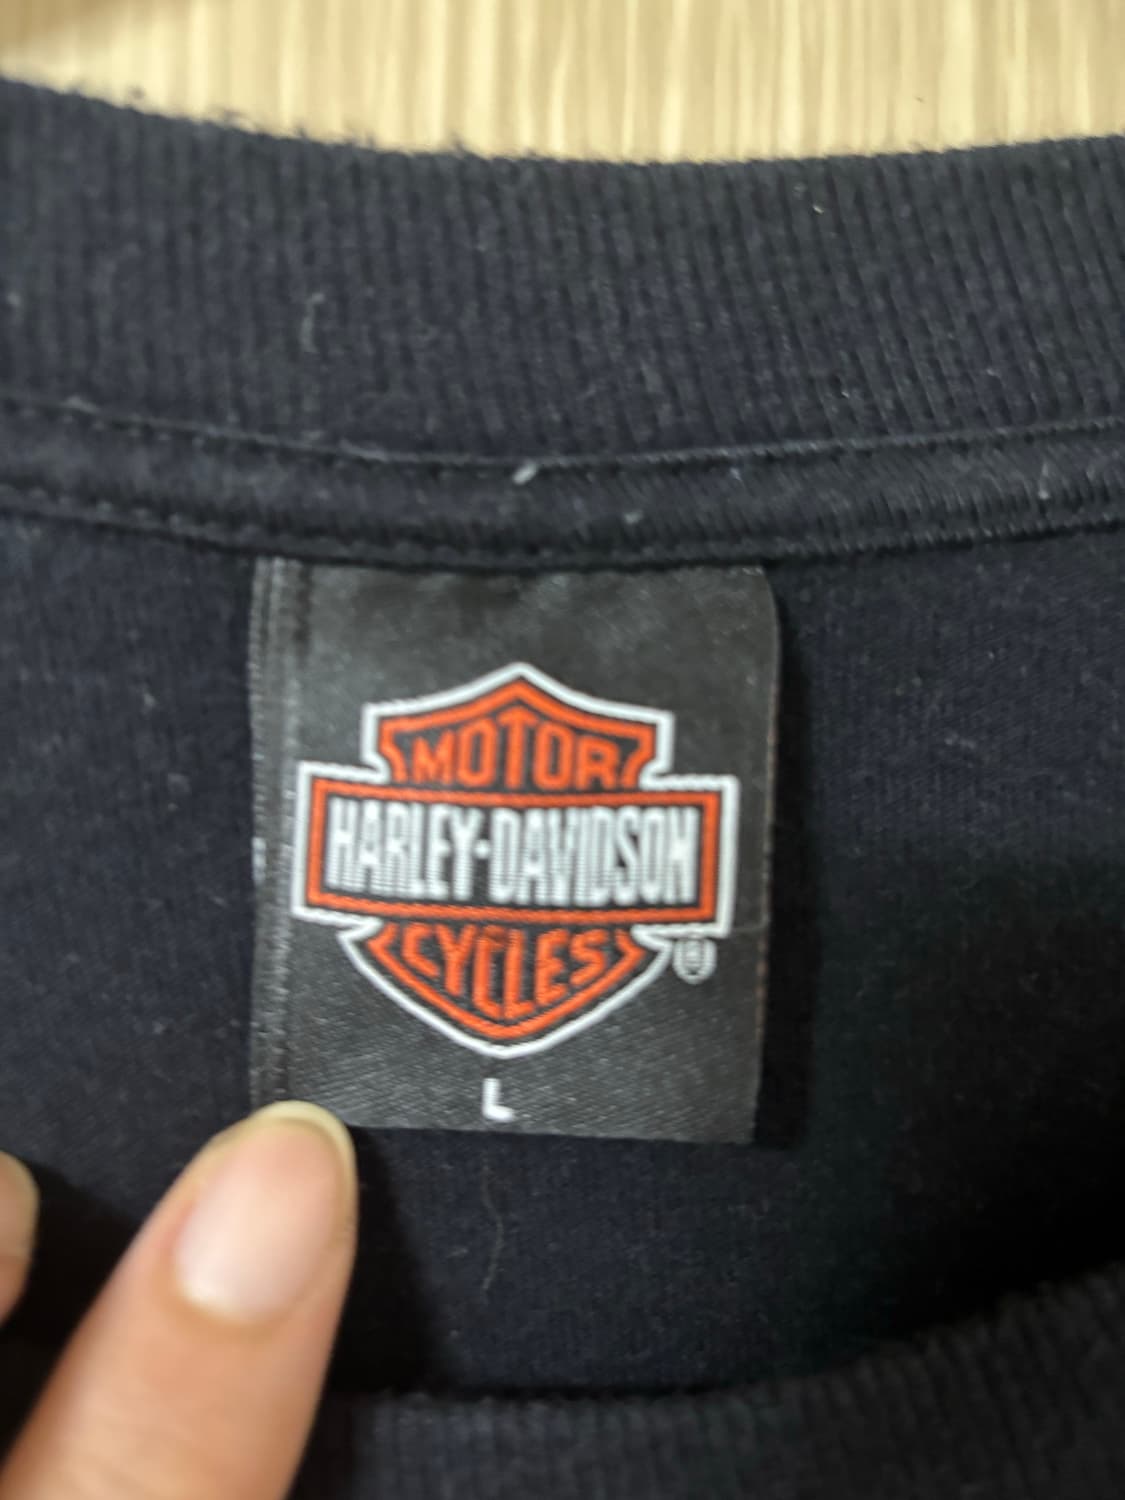 MOTOR
HARLEY-DAVIDSON
CYCLES
®
L